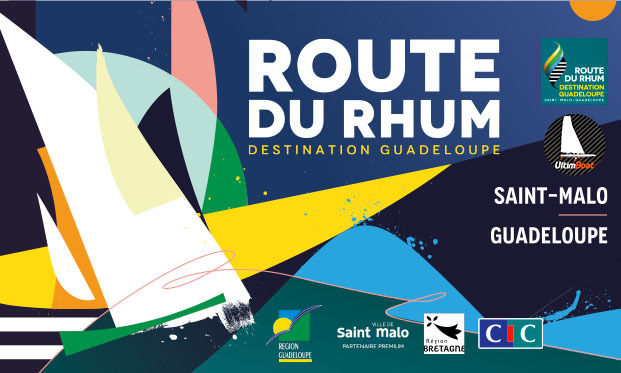 ROUTE
DU RHUM
DESTINATION GUADELOUPE
ROUTE
DU RHUM
DESTINATION
GUADELOUPE
SAINT-MALO | GUADELOUPE
UltimBoat
SAINT-MALO
GUADELOUPE
REGION
GUADELOUPE
VILLE DE
Saint malo
PARTENAIRE PREMIUM
Région
BRETAGNE
CIC